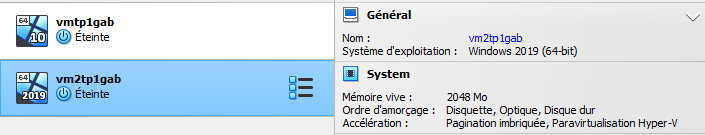 64
10
vmtp1gab
Éteinte
64
2019
vm2tp1gab
Éteinte
Général
Nom : vm2tp1gab
Système d'exploitation : Windows 2019 (64-bit)
System
Mémoire vive : 2048 Mo
Ordre d'amorçage : Disquette, Optique, Disque dur
Accélération : Pagination imbriquée, Paravirtualisation Hyper-V